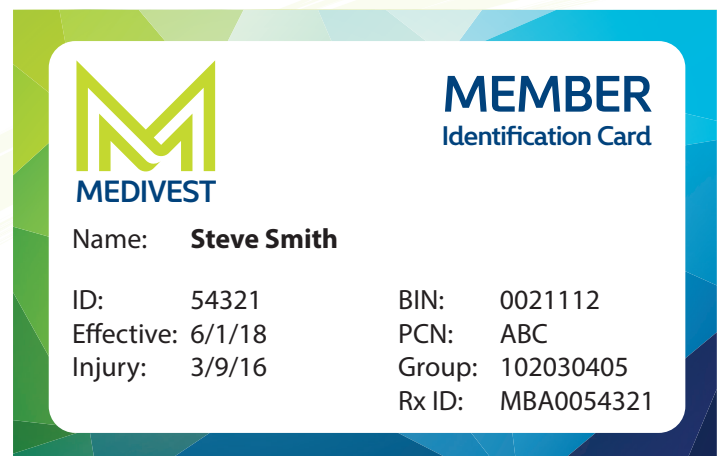 MEDIVEST
MEMBER
Identification Card
Name: Steve Smith
ID: 54321
Effective: 6/1/18
Injury: 3/9/16
BIN: 0021112
PCN: ABC
Group: 102030405
Rx ID: MBA0054321